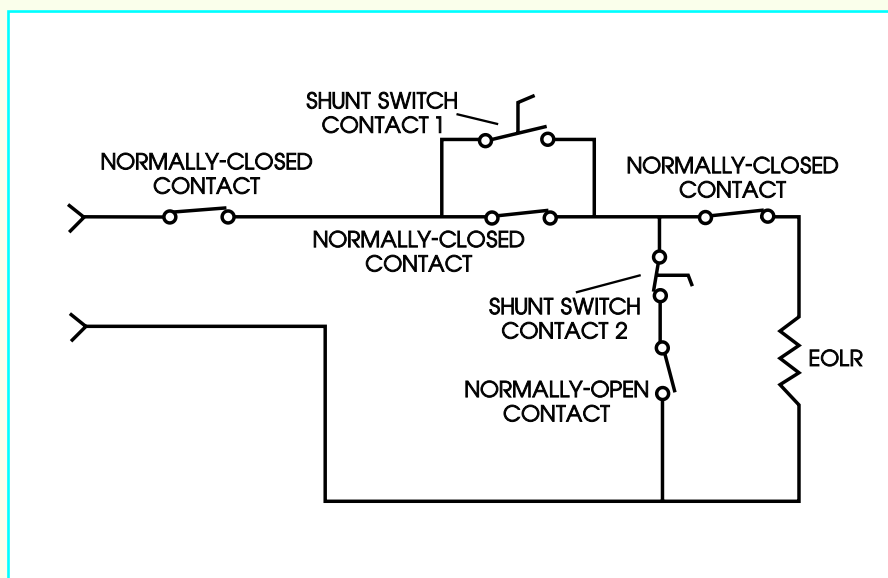 SHUNT SWITCH
CONTACT 1
NORMALLY-CLOSED
CONTACT
NORMALLY-CLOSED
CONTACT
NORMALLY-CLOSED
CONTACT
SHUNT SWITCH
CONTACT 2
EOLR
NORMALLY-OPEN
CONTACT